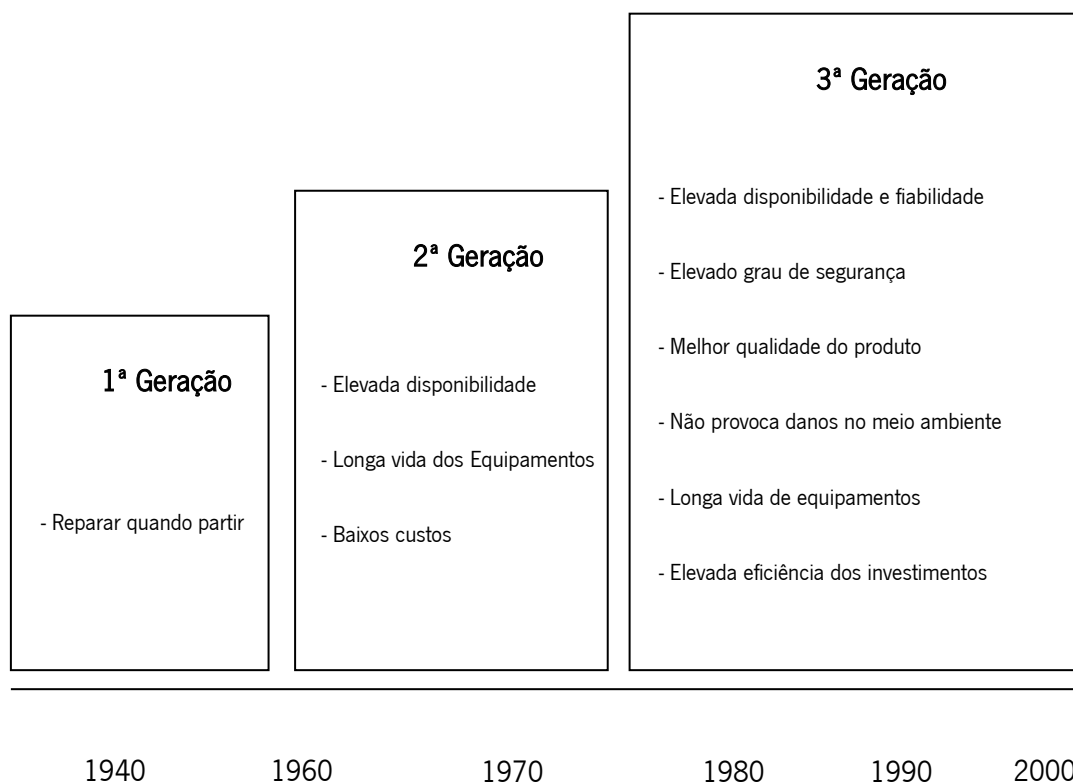 1ª Geração
- Reparar quando partir
2ª Geração
- Elevada disponibilidade
- Longa vida dos Equipamentos
- Baixos custos
3ª Geração
- Elevada disponibilidade e fiabilidade
- Elevado grau de segurança
- Melhor qualidade do produto
- Não provoca danos no meio ambiente
- Longa vida de equipamentos
- Elevada eficiência dos investimentos
1940 1960 1970 1980 1990 2000